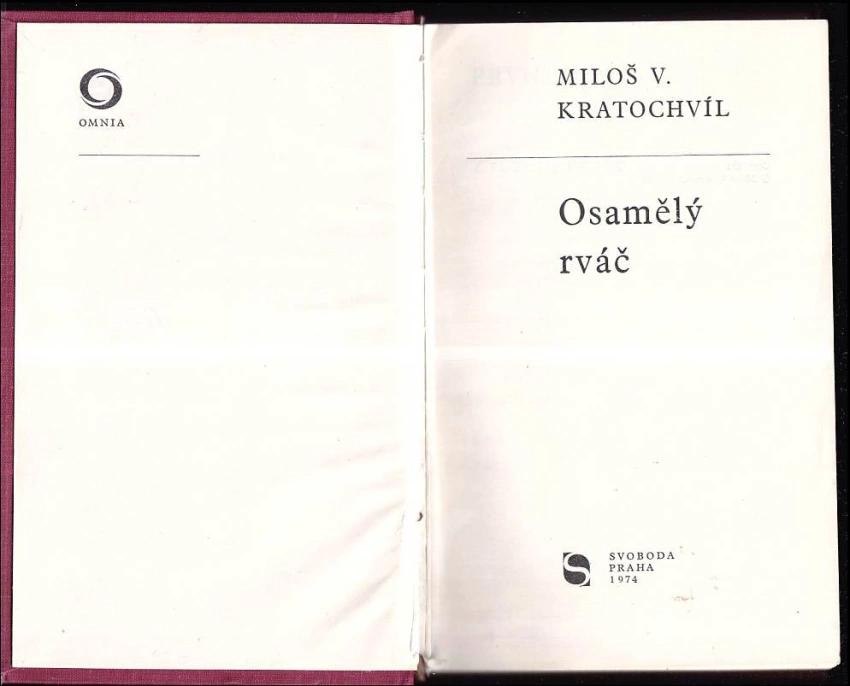 OMNIA
MILOŠ V.
KRATOCHVÍL
Osamělý
rváč
SVOBODA
PRAHA
1974